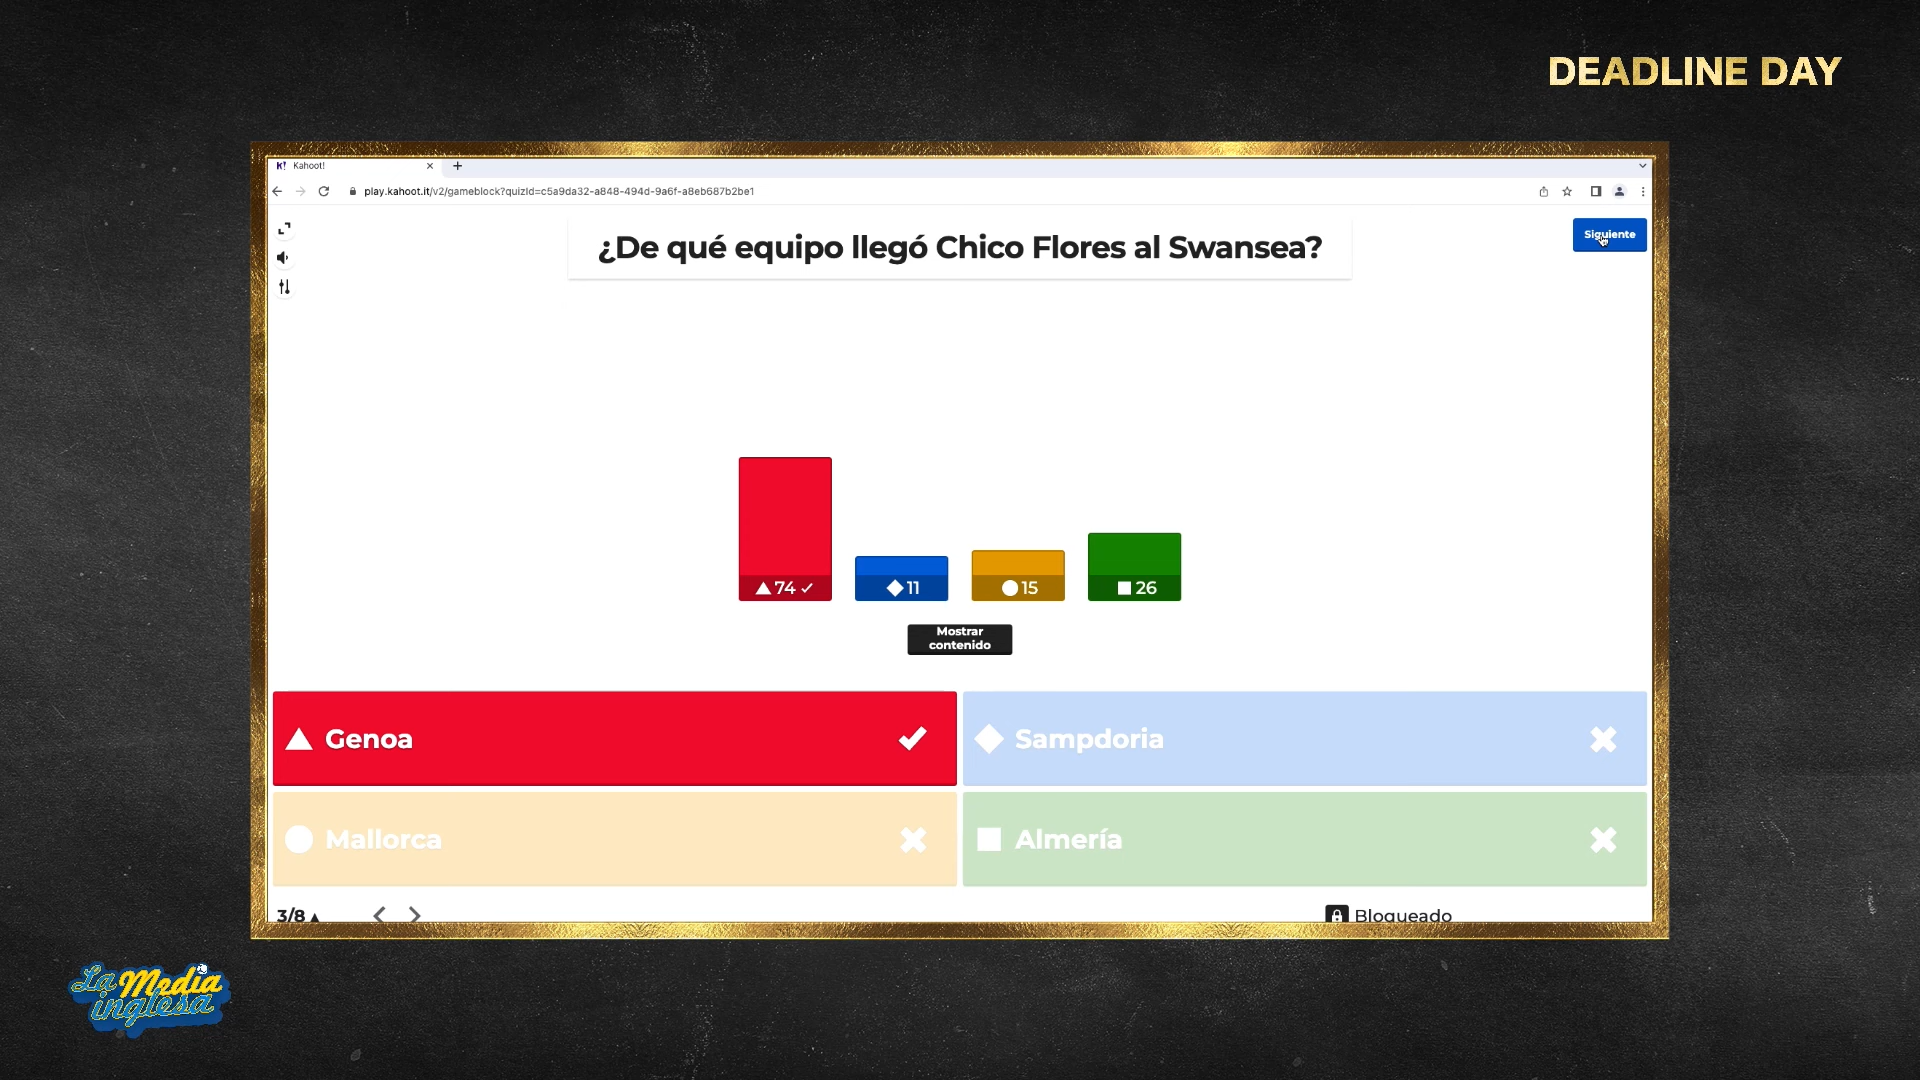 DEADLINE DAY
K! Kahoot!
play.kahoot.it/v2/gameblock?quizId=c5a9da32-a848-494d-9a6f-a8eb687b2be1
¿De qué equipo llegó Chico Flores al Swansea?
Siguiente
74
11
15
26
Mostrar
contenido
Genoa
Sampdoria
Mallorca
Almería
3/8
Bloqueado
La Media
inglesa